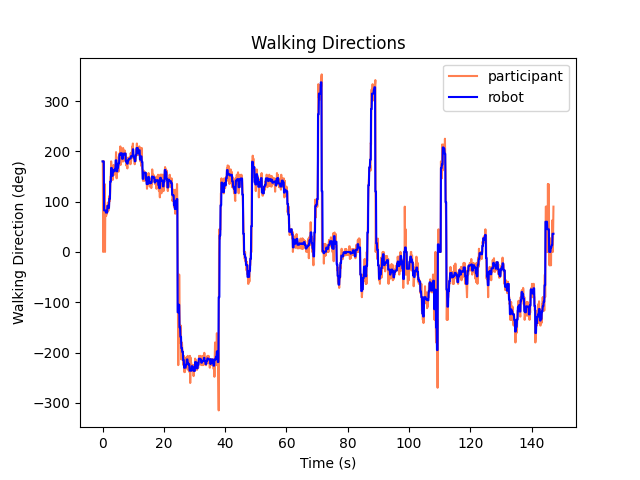 Walking Directions
participant
robot
300
200
100
0
−100
−200
−300
Walking Direction (deg)
0 20 40 60 80 100 120 140
Time (s)